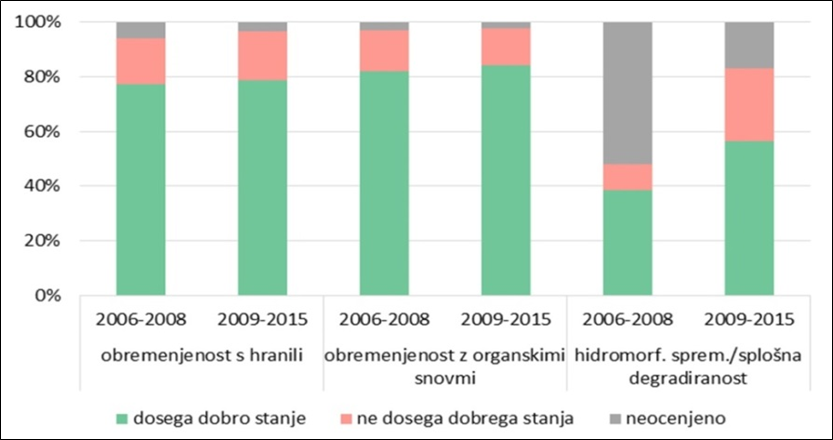 100%
80%
60%
40%
20%
0%
2006-2008 2009-2015 2006-2008 2009-2015 2006-2008 2009-2015
obremenjenost s hranili obremenjenost z organskimi snovmi hidromorf. sprem./splošna degradiranost
dosega dobro stanje ne dosega dobrega stanja neocenjeno